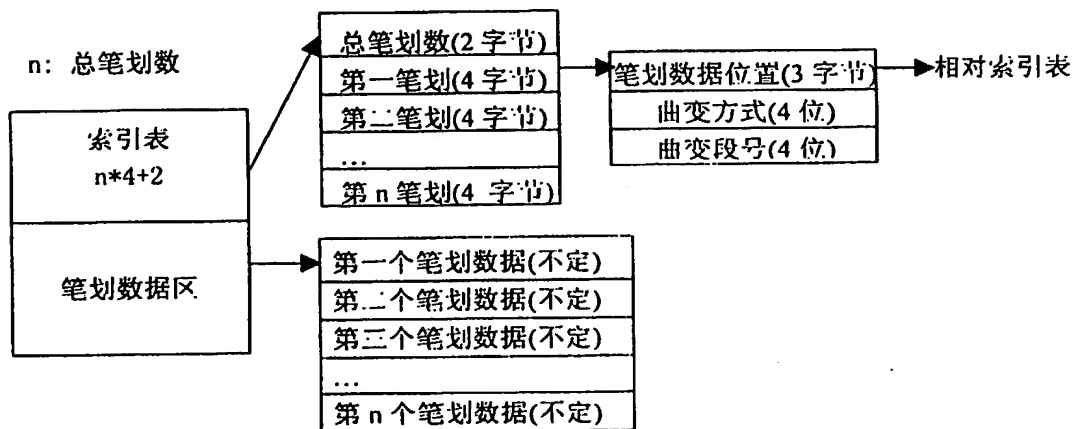 n: 总笔划数
索引表
n*4+2
笔划数据区
总笔划数(2字节)
第一笔划(4字节)
第二笔划(4字节)
...
第n笔划(4 字节)
笔划数据位置(3字节)
曲变方式(4位)
曲变段号(4位)
相对索引表
第一个笔划数据(不定)
第二个笔划数据(不定)
第三个笔划数据(不定)
...
第n个笔划数据(不定)